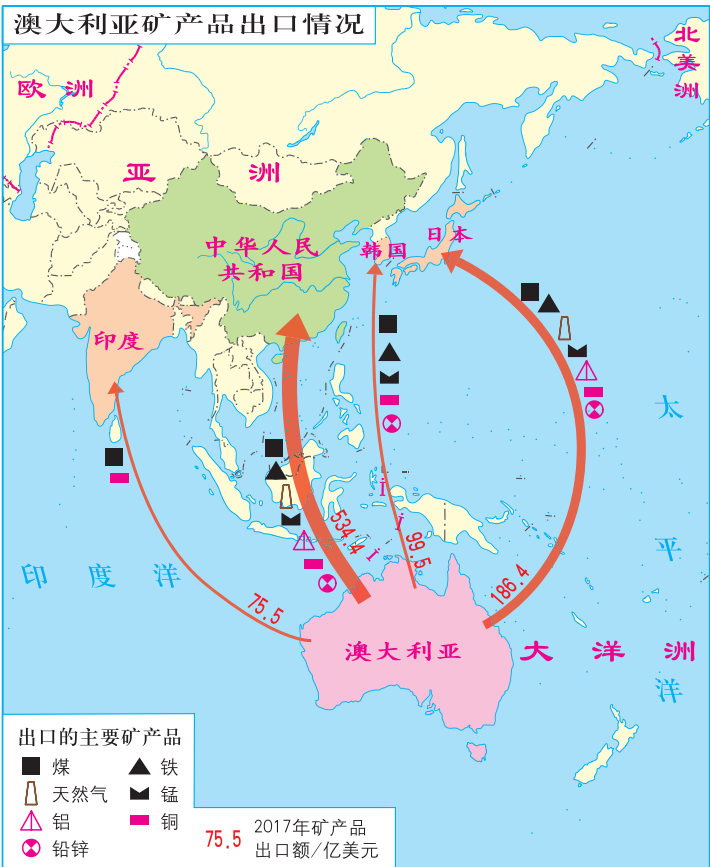 澳大利亚矿产品出口情况
北美洲
欧洲
亚洲
中华人民
共和国
韩国
日本
印度
太平洋
印度洋
534.4
99.5
186.4
75.5
澳大利亚
大洋洲
出口的主要矿产品
煤
铁
天然气
锰
铝
铜
铅锌
75.5
2017年矿产品
出口额/亿美元